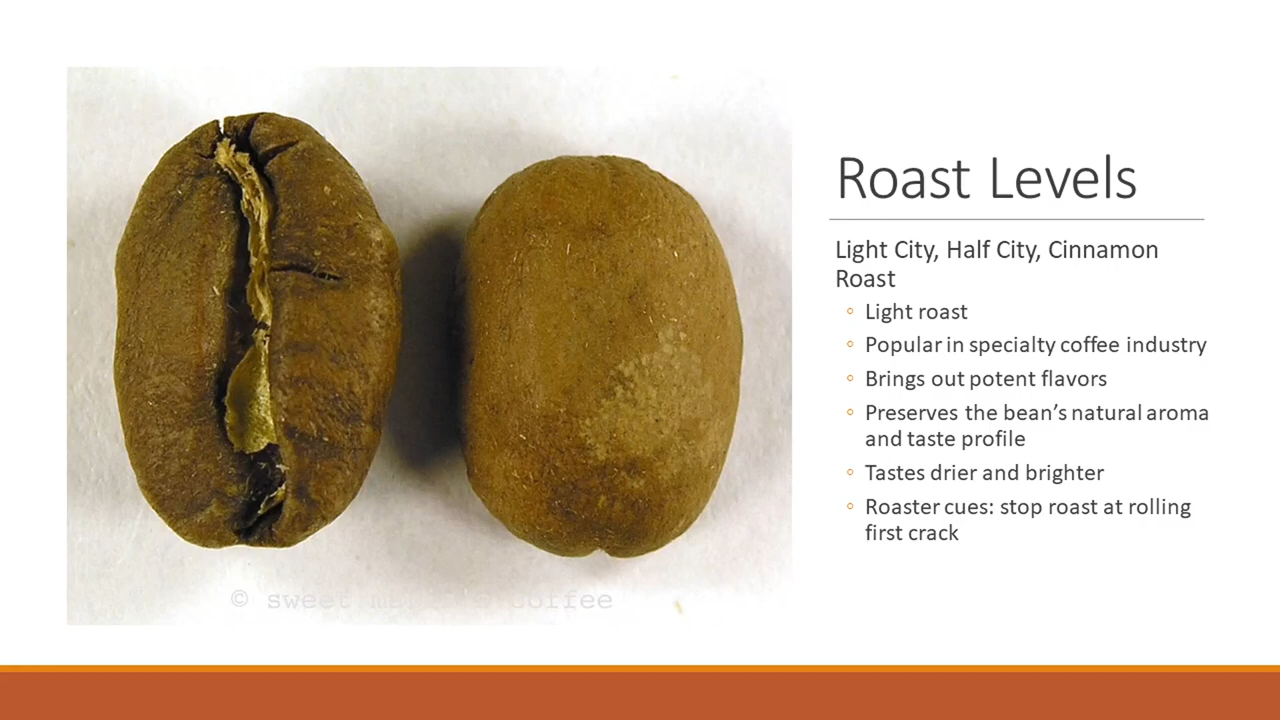 Roast Levels
Light City, Half City, Cinnamon
Roast
◦ Light roast
◦ Popular in specialty coffee industry
◦ Brings out potent flavors
◦ Preserves the bean's natural aroma
and taste profile
◦ Tastes drier and brighter
◦ Roaster cues: stop roast at rolling
first crack
© sweet coffee